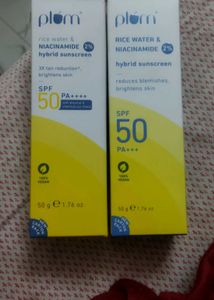 plum
rice water &
NIACINAMIDE 2%
hybrid sunscreen
3X tan reduction*,
brightens skin
SPF
50 PA++++
100%
VEGAN
50 g e 1.76 oz
plum
RICE WATER &
NIACINAMIDE 2%
hybrid sunscreen
reduces blemishes,
brightens skin
SPF
50
PA+++
100%
VEGAN
50 g e 1.76 oz